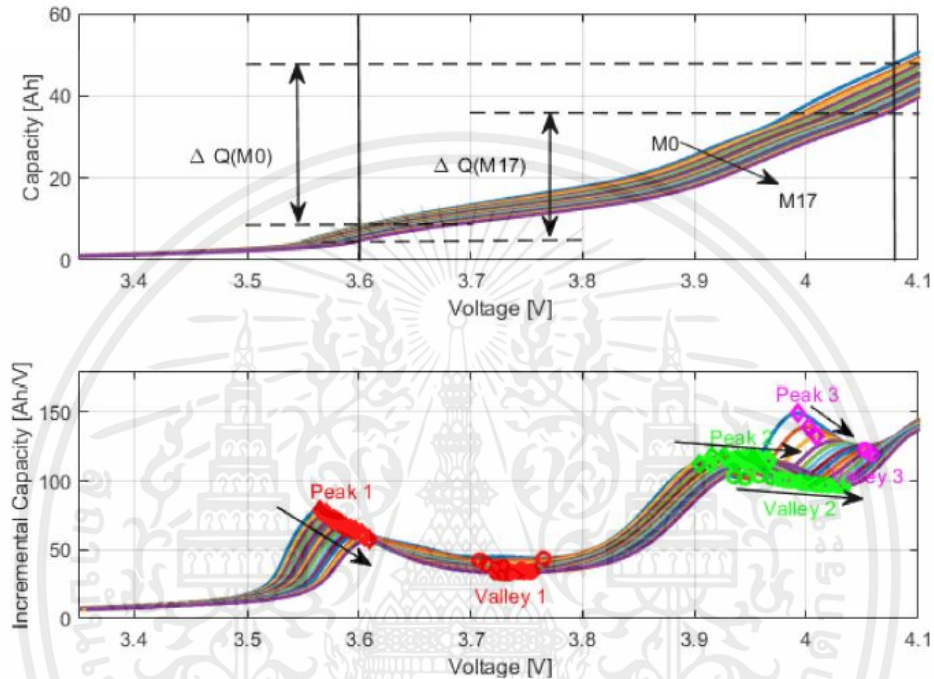 60
40
20
0
Capacity [Ah]
Δ Q(M0)
Δ Q(M17)
M0
M17
3.4 3.5 3.6 3.7 3.8 3.9 4 4.1
Voltage [V]
150
100
50
0
Incremental Capacity [Ah/V]
Peak 3
Peak 2
Valley 3
Peak 1
Valley 2
Valley 1
3.4 3.5 3.6 3.7 3.8 3.9 4 4.1
Voltage [V]